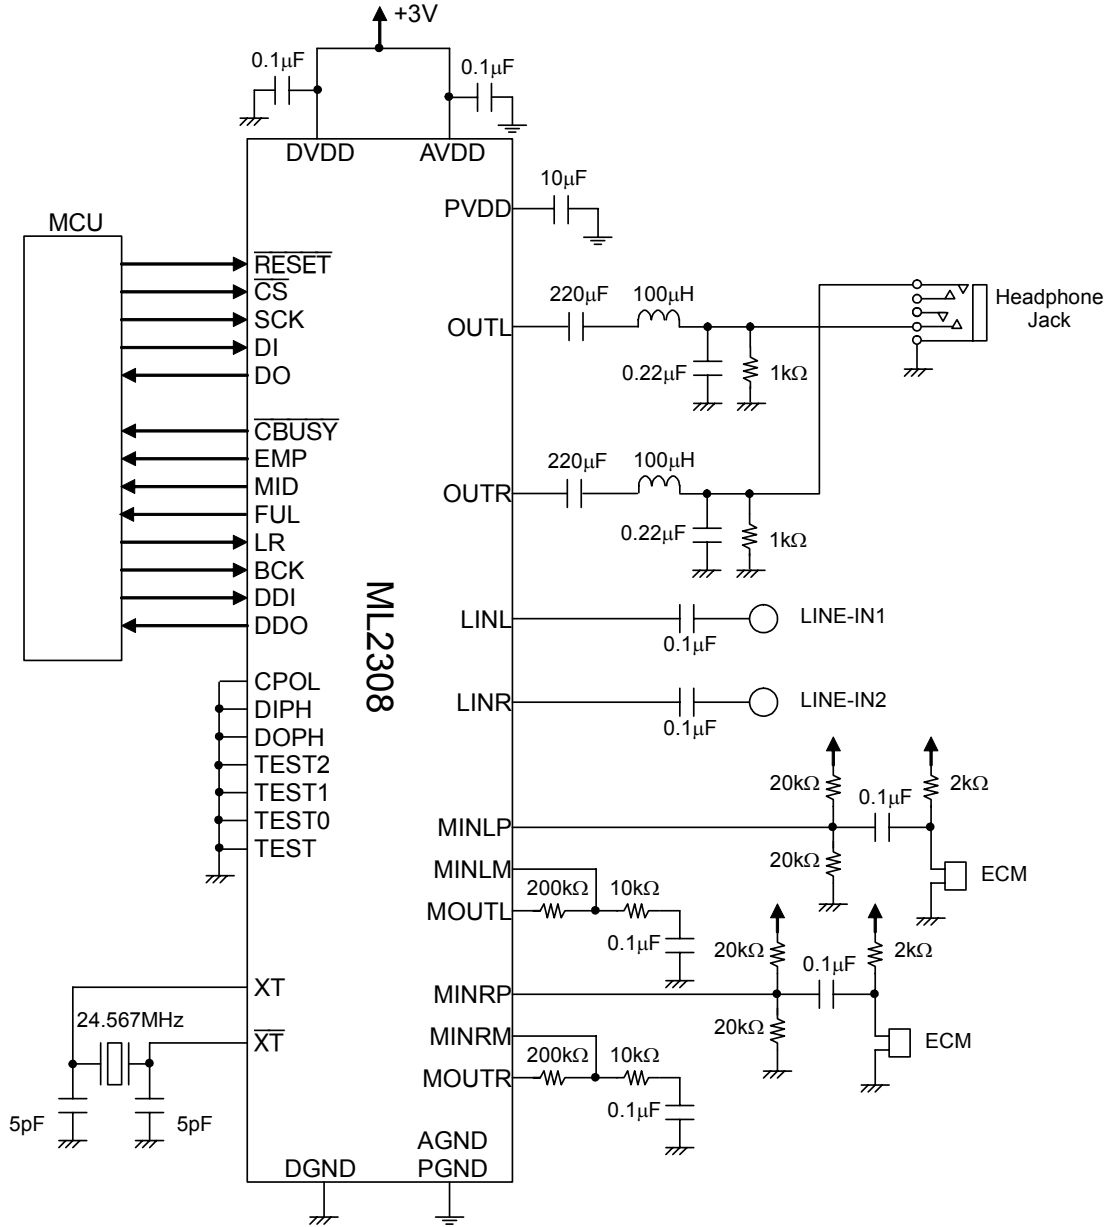 +3V
0.1µF
0.1µF
DVDD
AVDD
10µF
PVDD
MCU
RESET
CS
SCK
DI
DO
CBUSY
EMP
MID
FUL
LR
BCK
DDI
DDO
220µF
100µH
OUTL
0.22µF
1kΩ
Headphone
Jack
220µF
100µH
OUTR
0.22µF
1kΩ
ML2308
LINL
0.1µF
LINE-IN1
LINR
0.1µF
LINE-IN2
CPOL
DIPH
DOPH
TEST2
TEST1
TEST0
TEST
20kΩ
0.1µF
2kΩ
MINLP
20kΩ
ECM
MINLM
200kΩ
10kΩ
MOUTL
0.1µF
20kΩ
0.1µF
2kΩ
MINRP
20kΩ
ECM
MINRM
200kΩ
10kΩ
MOUTR
0.1µF
XT
24.567MHz
XT
5pF
5pF
AGND
DGND
PGND